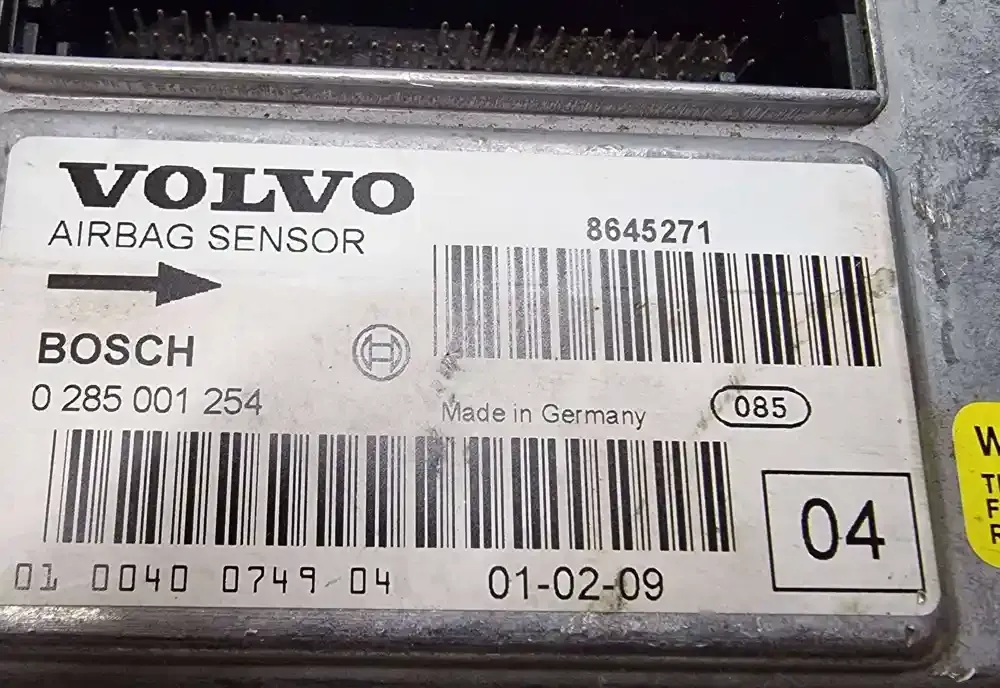 VOLVO
AIRBAG SENSOR
8645271
BOSCH
0 285 001 254
Made in Germany
085
04
01 0040 0749 04
01-02-09
W
F
R